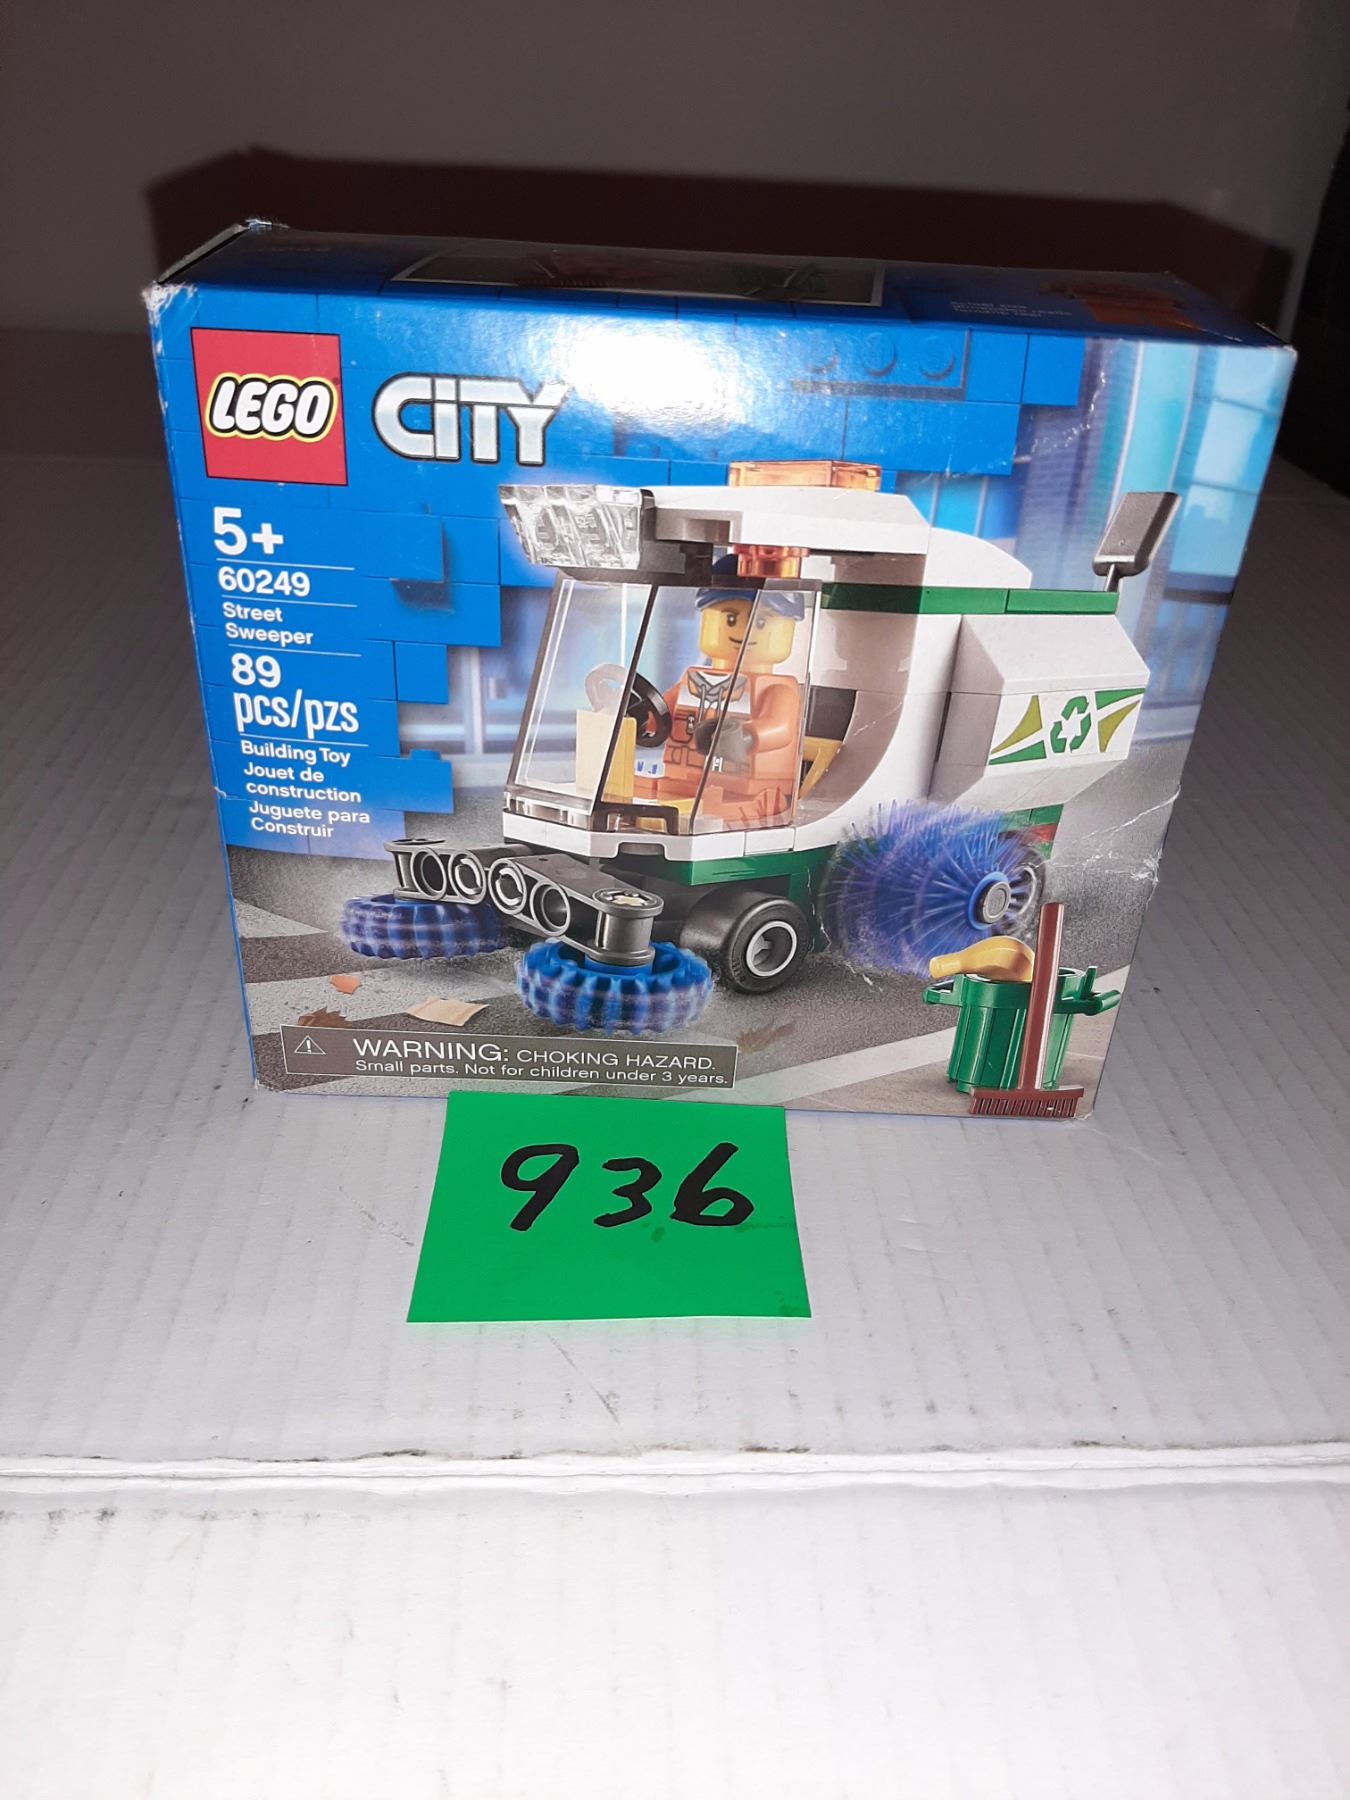 LEGO
CITY
5+
60249
Street
Sweeper
89
pcs/pzs
Building Toy
Jouet de
construction
Juguete para
Construir
WARNING: CHOKING HAZARD.
Small parts. Not for children under 3 years.
936